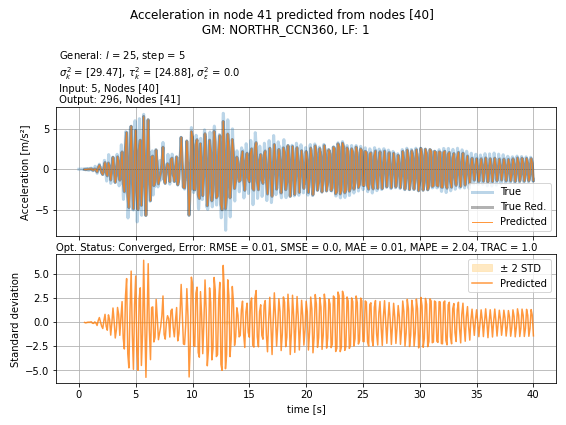 Acceleration in node 41 predicted from nodes [40]
GM: NORTHR_CCN360, LF: 1
General: l = 25, step = 5
σ²ₖ = [29.47], τ²ₖ = [24.88], σ²ₑ = 0.0
Input: 5, Nodes [40]
Output: 296, Nodes [41]
Acceleration [m/s²]
5
0
−5
True
True Red.
Predicted
Opt. Status: Converged, Error: RMSE = 0.01, SMSE = 0.0, MAE = 0.01, MAPE = 2.04, TRAC = 1.0
Standard deviation
5.0
2.5
0.0
−2.5
−5.0
± 2 STD
Predicted
0 5 10 15 20 25 30 35 40
time [s]